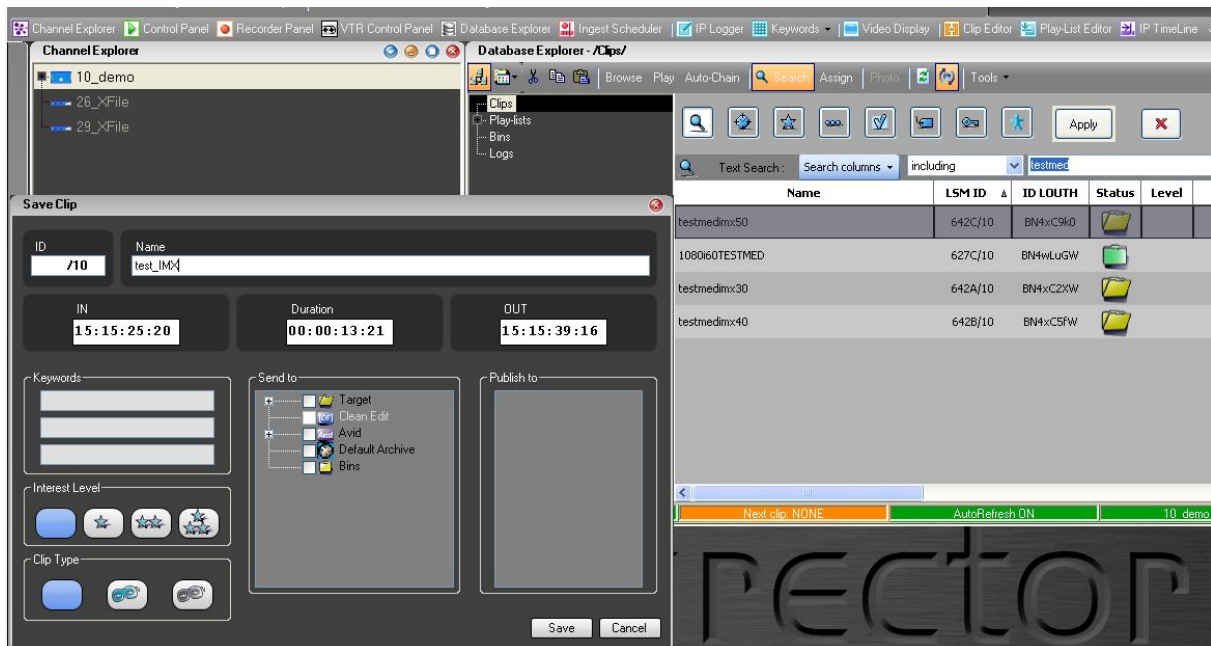 Channel Explorer Control Panel Recorder Panel VTR Control Panel Database Explorer Ingest Scheduler IP Logger Keywords Video Display Clip Editor Play-List Editor IP TimeLine
Channel Explorer
10_demo
26_XFile
29_XFile
Database Explorer - /Clips/
Browse Play Auto-Chain Search Assign Photo Tools
Clips
Play-lists
Bins
Logs
Apply
Text Search : Search columns including testmed
Name LSM ID ID LOUTH Status Level
testmedimx50 642C/10 BN4xC9k0
1080i60TESTMED 627C/10 BN4wLuGW
testmedimx30 642A/10 BN4xC2XW
testmedimx40 642B/10 BN4xC5fW
Next clip: NONE AutoRefresh ON 10 demo
rector
Save Clip
ID Name
/10 test_IMX
IN Duration OUT
15:15:25:20 00:00:13:21 15:15:39:16
Keywords
Send to
Target
Clean Edit
Avid
Default Archive
Bins
Publish to
Interest Level
Clip Type
Save Cancel